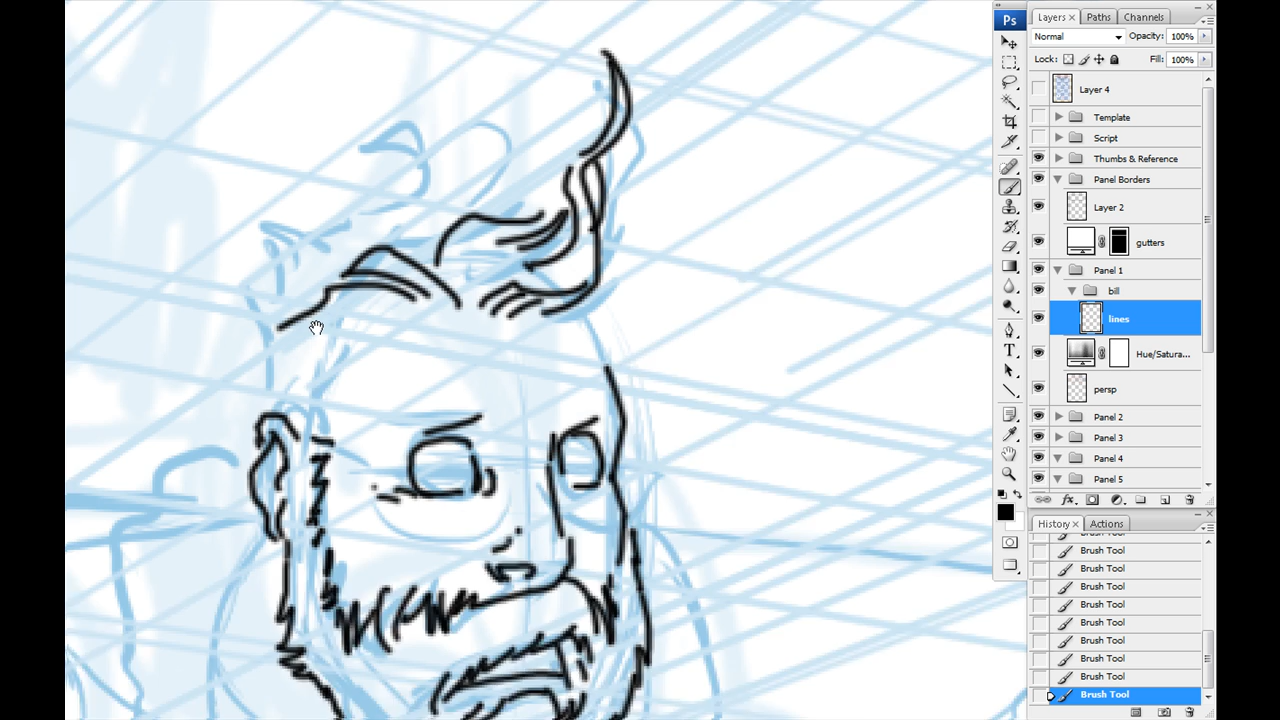 Ps
Layers × Paths Channels
Normal Opacity: 100%
Lock: Fill: 100%
Layer 4
Template
Script
Thumbs & Reference
Panel Borders
Layer 2
gutters
Panel 1
bill
lines
Hue/Satura...
persp
Panel 2
Panel 3
Panel 4
Panel 5
History × Actions
Brush Tool
Brush Tool
Brush Tool
Brush Tool
Brush Tool
Brush Tool
Brush Tool
Brush Tool
Brush Tool
Brush Tool